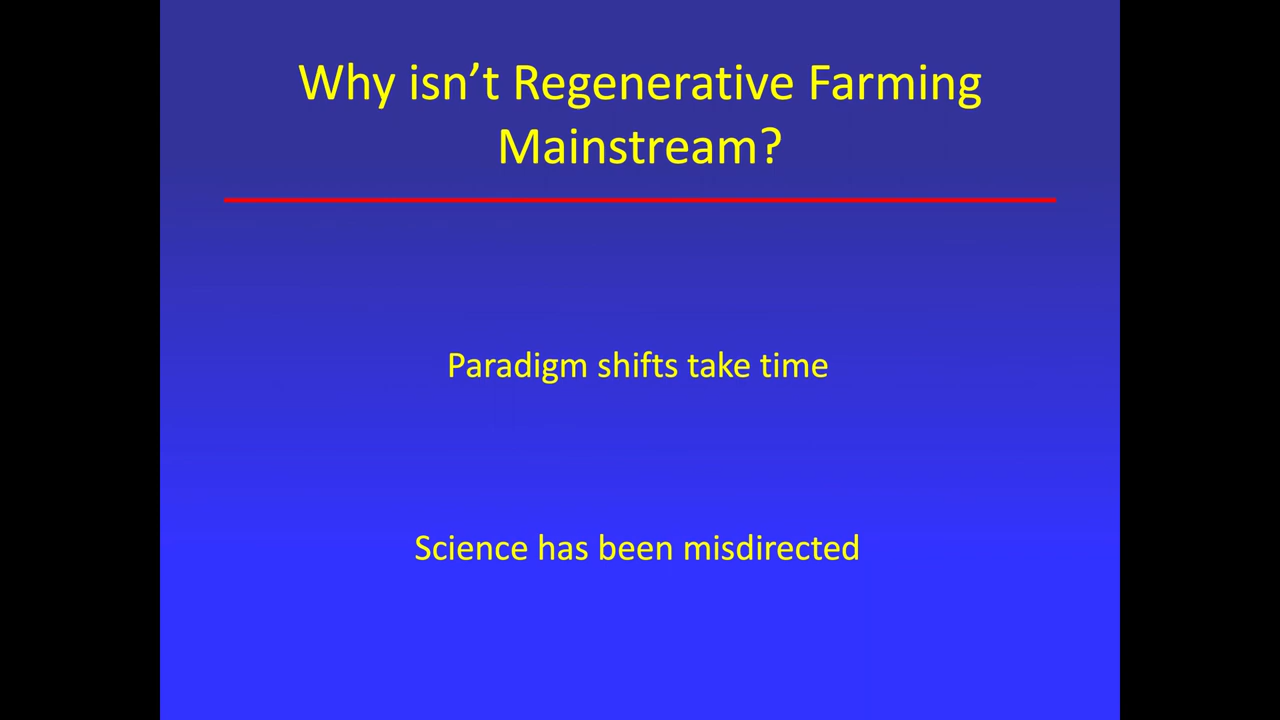 Why isn’t Regenerative Farming
Mainstream?
Paradigm shifts take time
Science has been misdirected